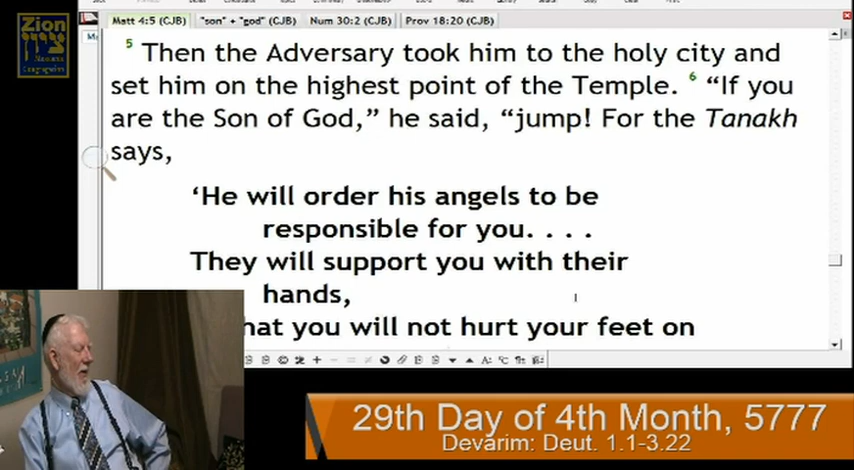 Zion
Messianic
Congregation
Matt 4:5 (CJB)
"son" + "god" (CJB)
Num 30:2 (CJB)
Prov 18:20 (CJB)
5 Then the Adversary took him to the holy city and
set him on the highest point of the Temple. 6 “If you
are the Son of God,” he said, “jump! For the Tanakh
says,
‘He will order his angels to be
responsible for you. . . .
They will support you with their
hands,
hat you will not hurt your feet on
29th Day of 4th Month, 5777
Devarim: Deut. 1.1-3.22